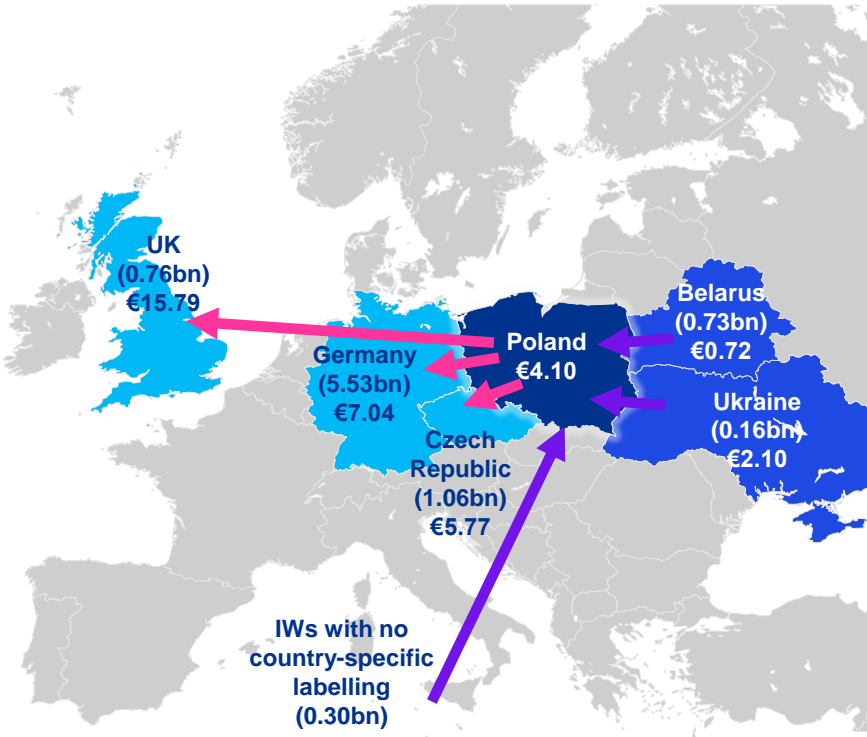 UK
(0.76bn)
€15.79
Germany
(5.53bn)
€7.04
Czech
Republic
(1.06bn)
€5.77
Poland
€4.10
Belarus
(0.73bn)
€0.72
Ukraine
(0.16bn)
€2.10
IWs with no
country-specific
labelling
(0.30bn)